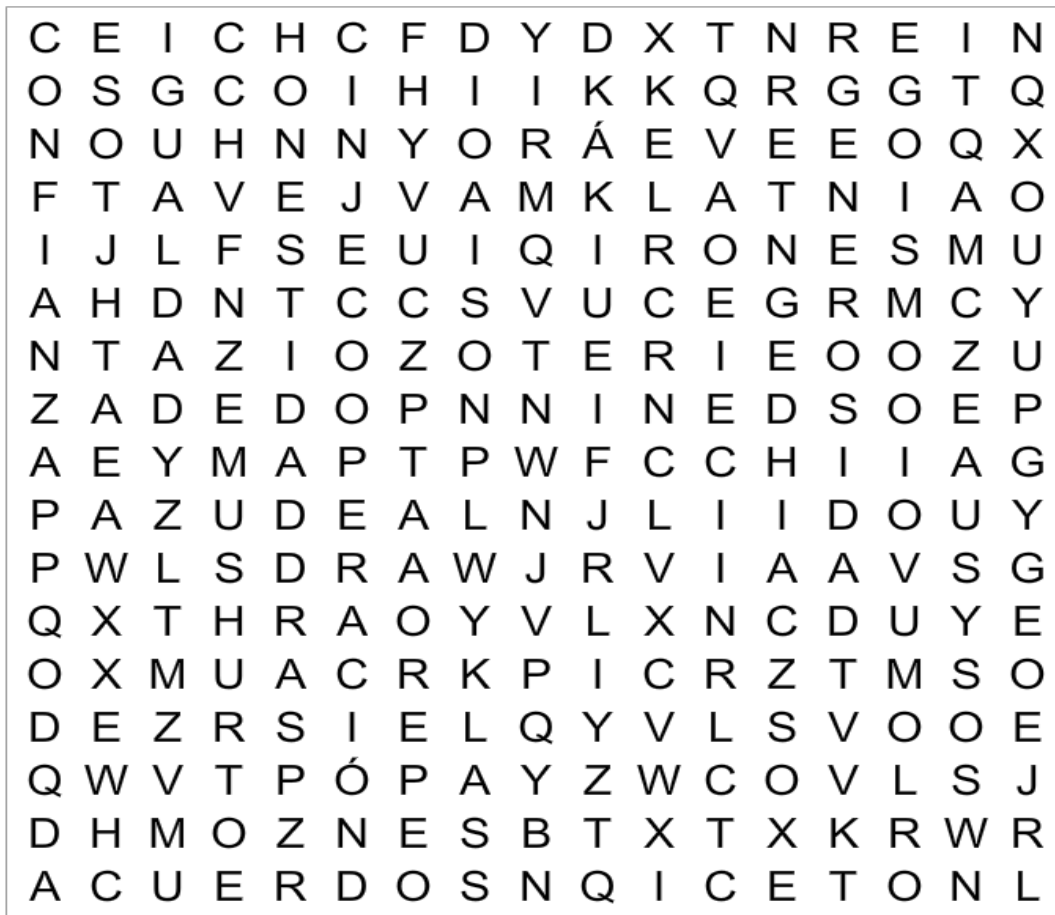 C E I C H C F D Y D X T N R E I N
O S G C O I H I I K K Q R G G T Q
N O U H N N Y O R Á E V E E O Q X
F T A V E J V A M K L A T N I A O
I J L F S E U I Q I R O N E S M U
A H D N T C C S V U C E G R M C Y
N T A Z I O Z O T E R I E O O Z U
Z A D E D O P N N I N E D S O E P
A E Y M A P T P W F C C H I I A G
P A Z U D E A L N J L I I D O U Y
P W L S D R A W J R V I A A V S G
Q X T H R A O Y V L X N C D U Y E
O X M U A C R K P I C R Z T M S O
D E Z R S I E L Q Y V L S V O O E
Q W V T P Ó P A Y Z W C O V L S J
D H M O Z N E S B T X T X K R W R
A C U E R D O S N Q I C E T O N L